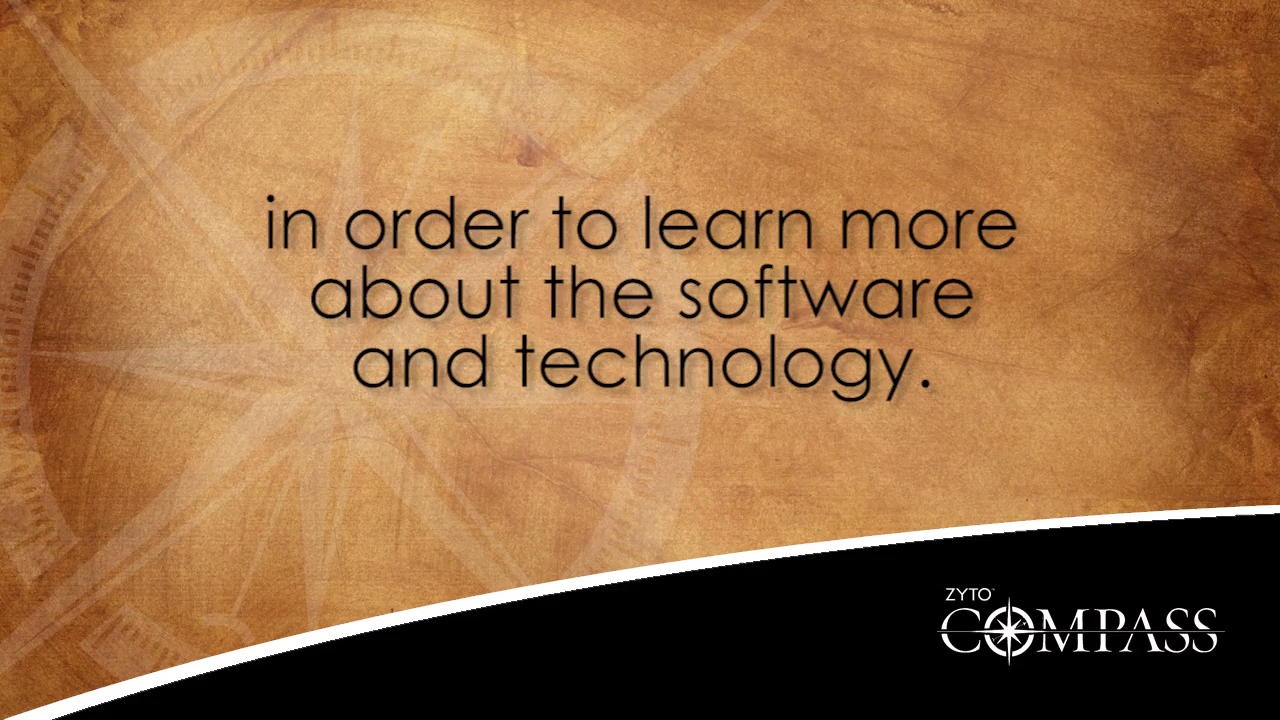 in order to learn more
about the software
and technology.
ZYTO
COMPASS